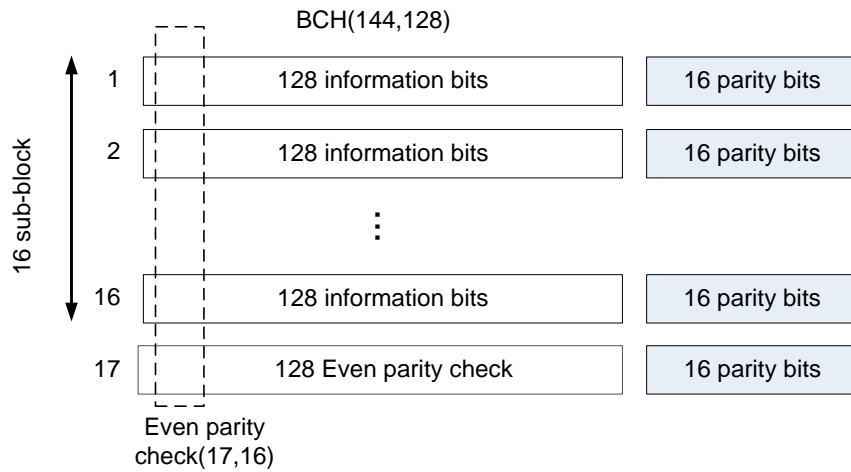 BCH(144,128)
1
128 information bits
16 parity bits
2
128 information bits
16 parity bits
16 sub-block
16
128 information bits
16 parity bits
17
128 Even parity check
16 parity bits
Even parity
check(17,16)